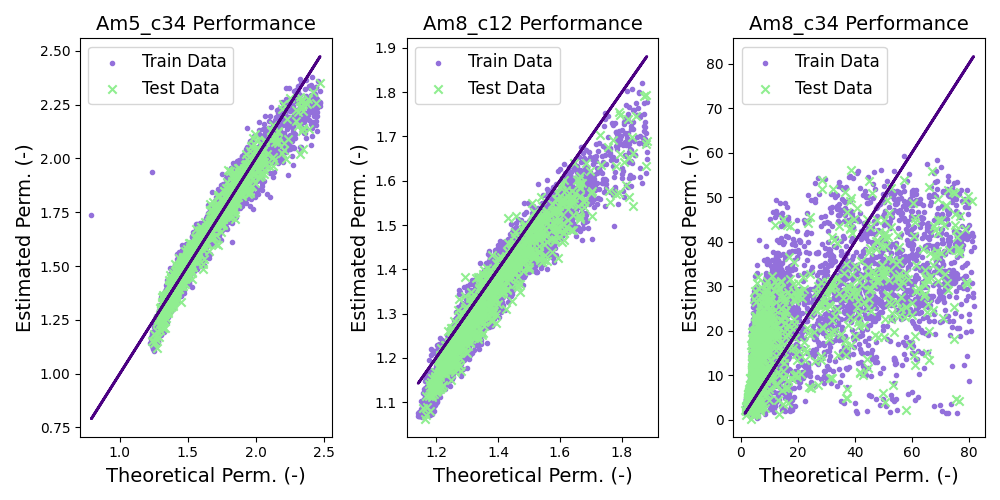 Am5_c34 Performance
Train Data
Test Data
2.50
2.25
2.00
1.75
1.50
1.25
1.00
0.75
1.0
1.5
2.0
2.5
Estimated Perm. (-)
Theoretical Perm. (-)
Am8_c12 Performance
Train Data
Test Data
1.9
1.8
1.7
1.6
1.5
1.4
1.3
1.2
1.1
1.2
1.4
1.6
1.8
Estimated Perm. (-)
Theoretical Perm. (-)
Am8_c34 Performance
Train Data
Test Data
80
70
60
50
40
30
20
10
0
0
20
40
60
80
Estimated Perm. (-)
Theoretical Perm. (-)